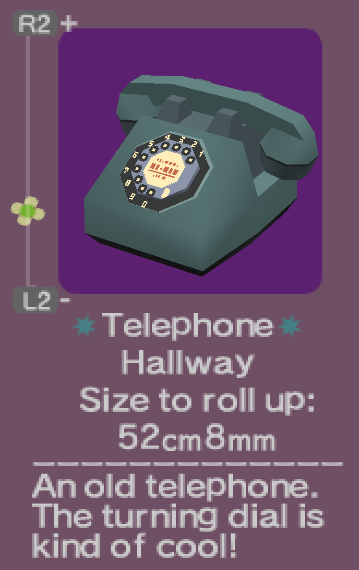 R2 +
L2 -
Telephone
Hallway
Size to roll up:
52cm8mm
An old telephone.
The turning dial is
kind of cool!